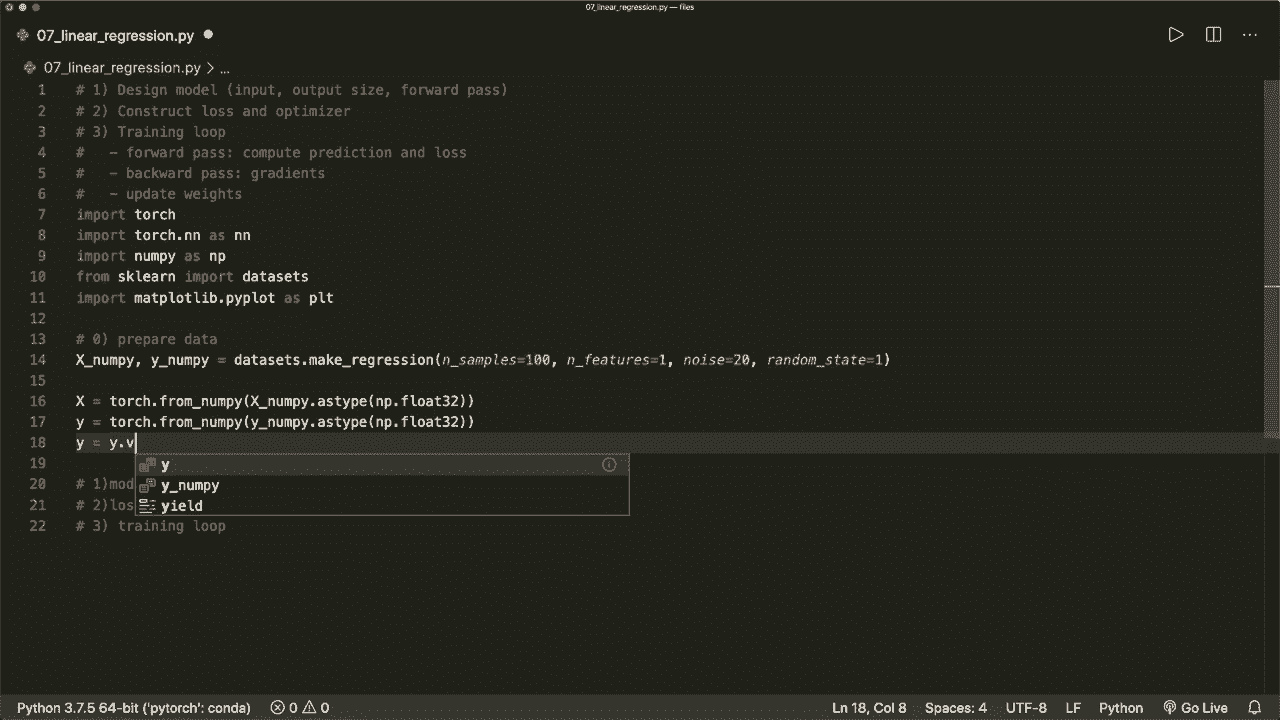 07_linear_regression.py — files
07_linear_regression.py
07_linear_regression.py > ...
1 # 1) Design model (input, output size, forward pass)
2 # 2) Construct loss and optimizer
3 # 3) Training loop
4 #   - forward pass: compute prediction and loss
5 #   - backward pass: gradients
6 #   - update weights
7 import torch
8 import torch.nn as nn
9 import numpy as np
10 from sklearn import datasets
11 import matplotlib.pyplot as plt
12
13 # 0) prepare data
14 X_numpy, y_numpy = datasets.make_regression(n_samples=100, n_features=1, noise=20, random_state=1)
15
16 X = torch.from_numpy(X_numpy.astype(np.float32))
17 y = torch.from_numpy(y_numpy.astype(np.float32))
18 y = y.v
19 y
20 # 1)mod y_numpy
21 # 2)los yield
22 # 3) training loop
Python 3.7.5 64-bit ('pytorch': conda) 0 0 Ln 18, Col 8 Spaces: 4 UTF-8 LF Python Go Live